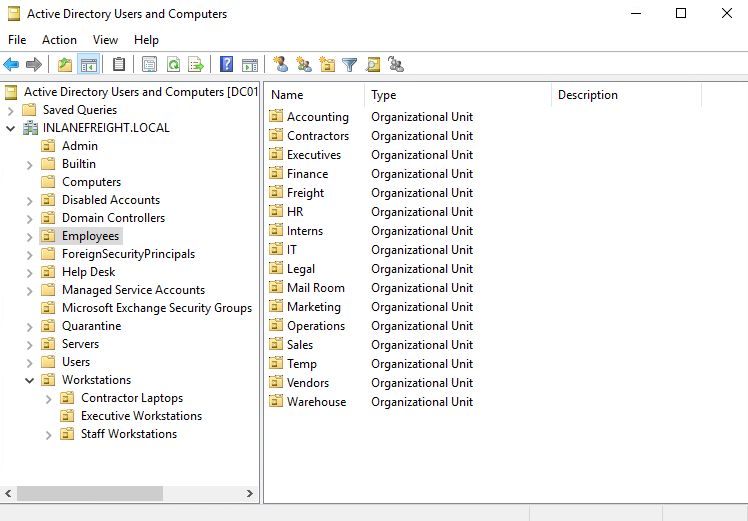 Active Directory Users and Computers
File Action View Help
Active Directory Users and Computers [DC01
Saved Queries
INLANEFREIGHT.LOCAL
Admin
Builtin
Computers
Disabled Accounts
Domain Controllers
Employees
ForeignSecurityPrincipals
Help Desk
Managed Service Accounts
Microsoft Exchange Security Groups
Quarantine
Servers
Users
Workstations
Contractor Laptops
Executive Workstations
Staff Workstations
Name Type Description
Accounting Organizational Unit
Contractors Organizational Unit
Executives Organizational Unit
Finance Organizational Unit
Freight Organizational Unit
HR Organizational Unit
Interns Organizational Unit
IT Organizational Unit
Legal Organizational Unit
Mail Room Organizational Unit
Marketing Organizational Unit
Operations Organizational Unit
Sales Organizational Unit
Temp Organizational Unit
Vendors Organizational Unit
Warehouse Organizational Unit